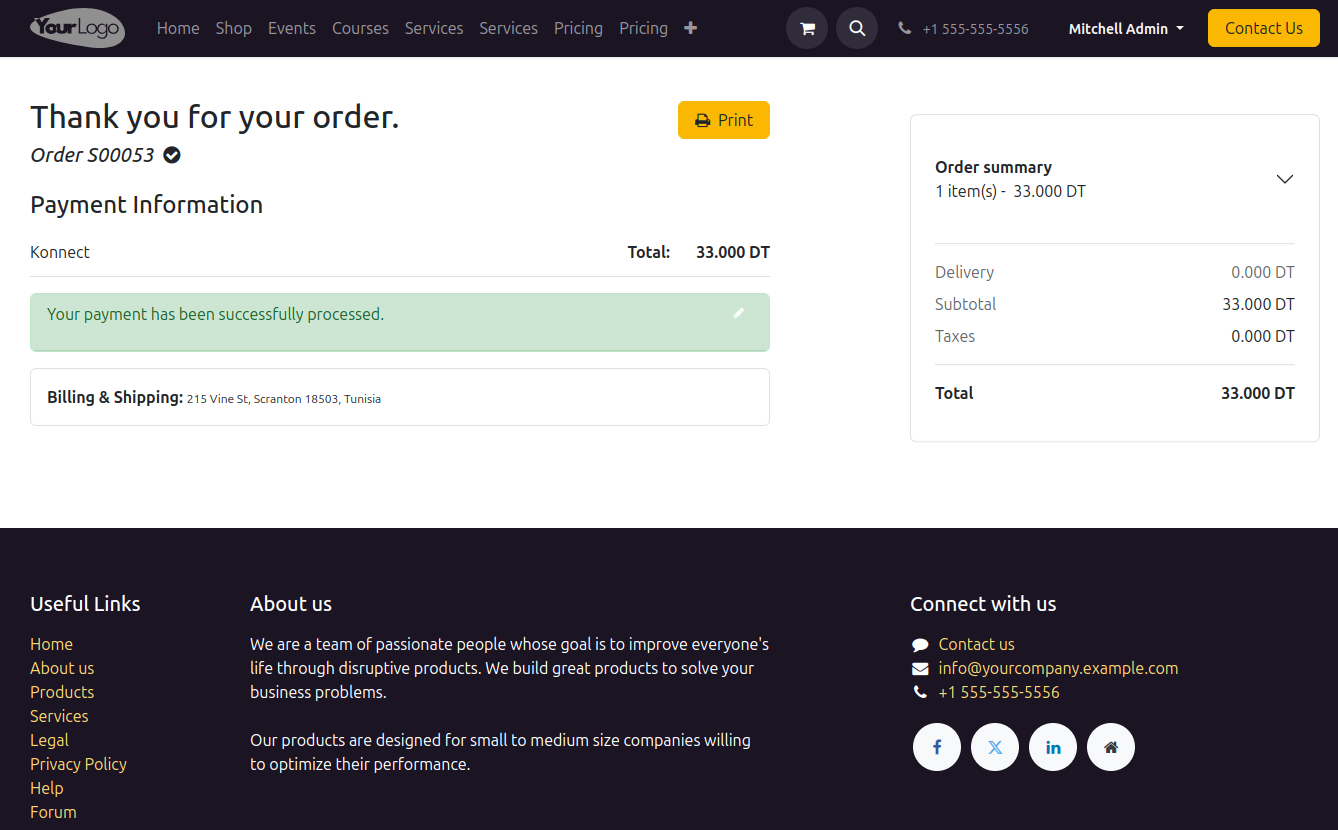 YourLogo
Home Shop Events Courses Services Services Pricing Pricing
+1 555-555-5556
Mitchell Admin
Contact Us
Thank you for your order.
Print
Order S00053
Payment Information
Konnect Total: 33.000 DT
Your payment has been successfully processed.
Billing & Shipping: 215 Vine St, Scranton 18503, Tunisia
Order summary
1 item(s) - 33.000 DT
Delivery 0.000 DT
Subtotal 33.000 DT
Taxes 0.000 DT
Total 33.000 DT
Useful Links
Home
About us
Products
Services
Legal
Privacy Policy
Help
Forum
About us
We are a team of passionate people whose goal is to improve everyone's
life through disruptive products. We build great products to solve your
business problems.
Our products are designed for small to medium size companies willing
to optimize their performance.
Connect with us
Contact us
info@yourcompany.example.com
+1 555-555-5556